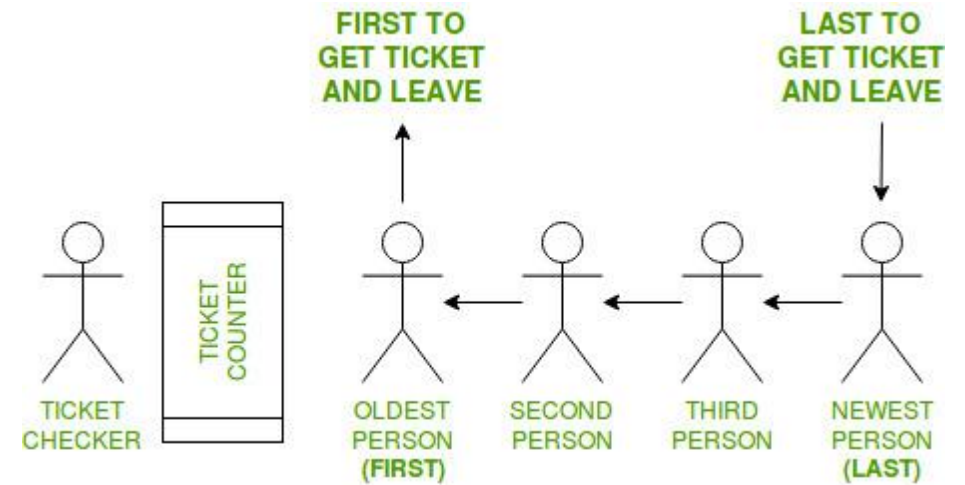 FIRST TO
GET TICKET
AND LEAVE
LAST TO
GET TICKET
AND LEAVE
TICKET
COUNTER
TICKET
CHECKER
OLDEST
PERSON
(FIRST)
SECOND
PERSON
THIRD
PERSON
NEWEST
PERSON
(LAST)